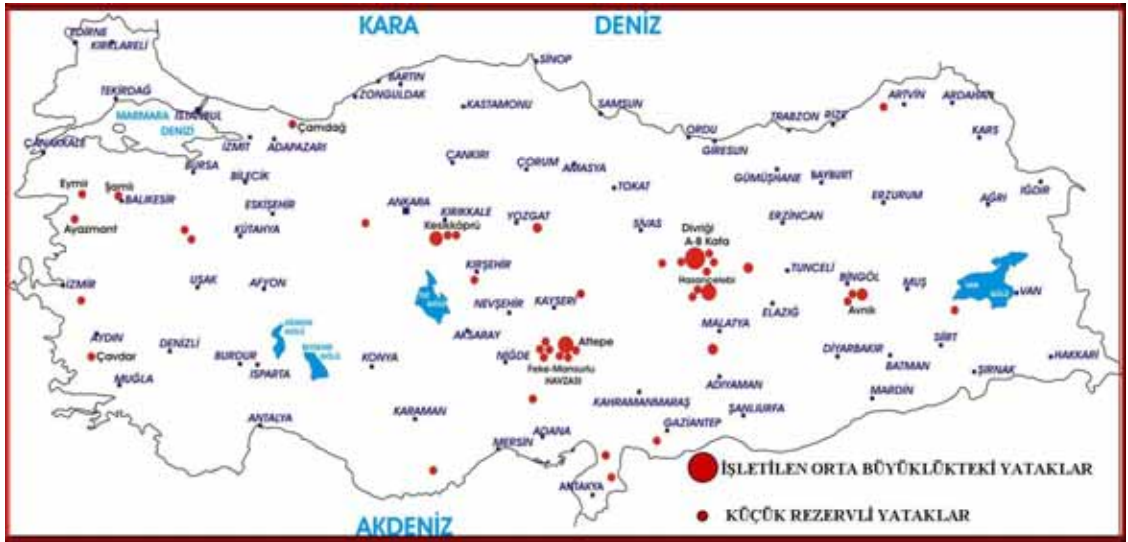 KARA DENİZ
EDİRNE
KIRKLARELİ
SİNOP
BARTIN
TEKİRDAĞ
ZONGULDAK
KASTAMONU
ARTVİN
ARDAHAN
MARMARA
DENİZİ
İSTANBUL
SAMSUN
TRABZON
RİZE
Çamdağ
ORDU
KARS
ÇANAKKALE
İZMİT
ADAPAZARI
GİRESUN
BURSA
BİLECİK
ÇANKIRI
ÇORUM
AMASYA
GÜMÜŞHANE
BAYBURT
Eymir
Şamlı
BALIKESİR
TOKAT
ERZURUM
AĞRI
IĞDIR
ESKİŞEHİR
ANKARA
KIRIKKALE
YOZGAT
SİVAS
ERZİNCAN
Ayazmant
KÜTAHYA
Kesikköprü
Divriği
A-B Kafa
KIRŞEHİR
TUNCELİ
BİNGÖL
MUŞ
VAN
GÖLÜ
VAN
İZMİR
UŞAK
AFYON
NEVŞEHİR
KAYSERİ
Hasançelebi
ELAZIĞ
Avnik
AYDIN
DENİZLİ
AKSARAY
MALATYA
SİİRT
Çavdar
BURDUR
ISPARTA
KONYA
NİĞDE
Attepe
DİYARBAKIR
BATMAN
HAKKARİ
Feke-Mansurlu
HAVZASI
ŞIRNAK
MUĞLA
ADIYAMAN
MARDİN
KAHRAMANMARAŞ
ANTALYA
KARAMAN
GAZİANTEP
ŞANLIURFA
MERSİN
ADANA
ANTAKYA
İŞLETİLEN ORTA BÜYÜKLÜKTEKİ YATAKLAR
KÜÇÜK REZERVLİ YATAKLAR
AKDENİZ